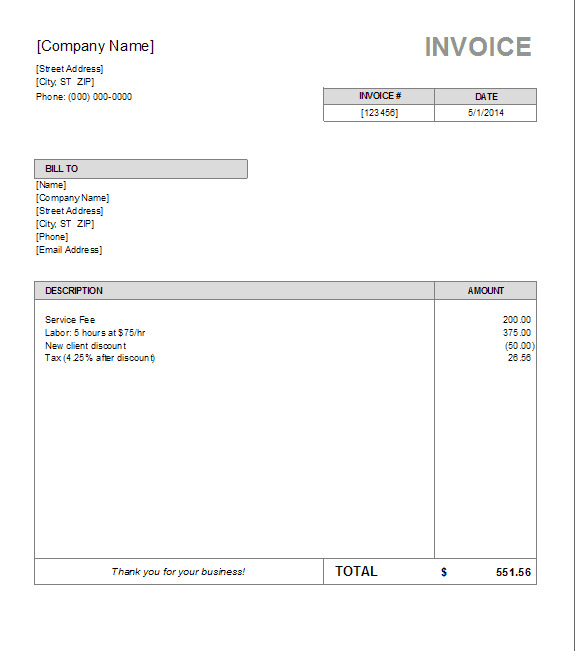 [Company Name]
INVOICE
[Street Address]
[City, ST  ZIP]
Phone: (000) 000-0000
INVOICE # DATE
[123456] 5/1/2014
BILL TO
[Name]
[Company Name]
[Street Address]
[City, ST  ZIP]
[Phone]
[Email Address]
DESCRIPTION AMOUNT
Service Fee 200.00
Labor: 5 hours at $75/hr 375.00
New client discount (50.00)
Tax (4.25% after discount) 26.56
Thank you for your business! TOTAL $ 551.56